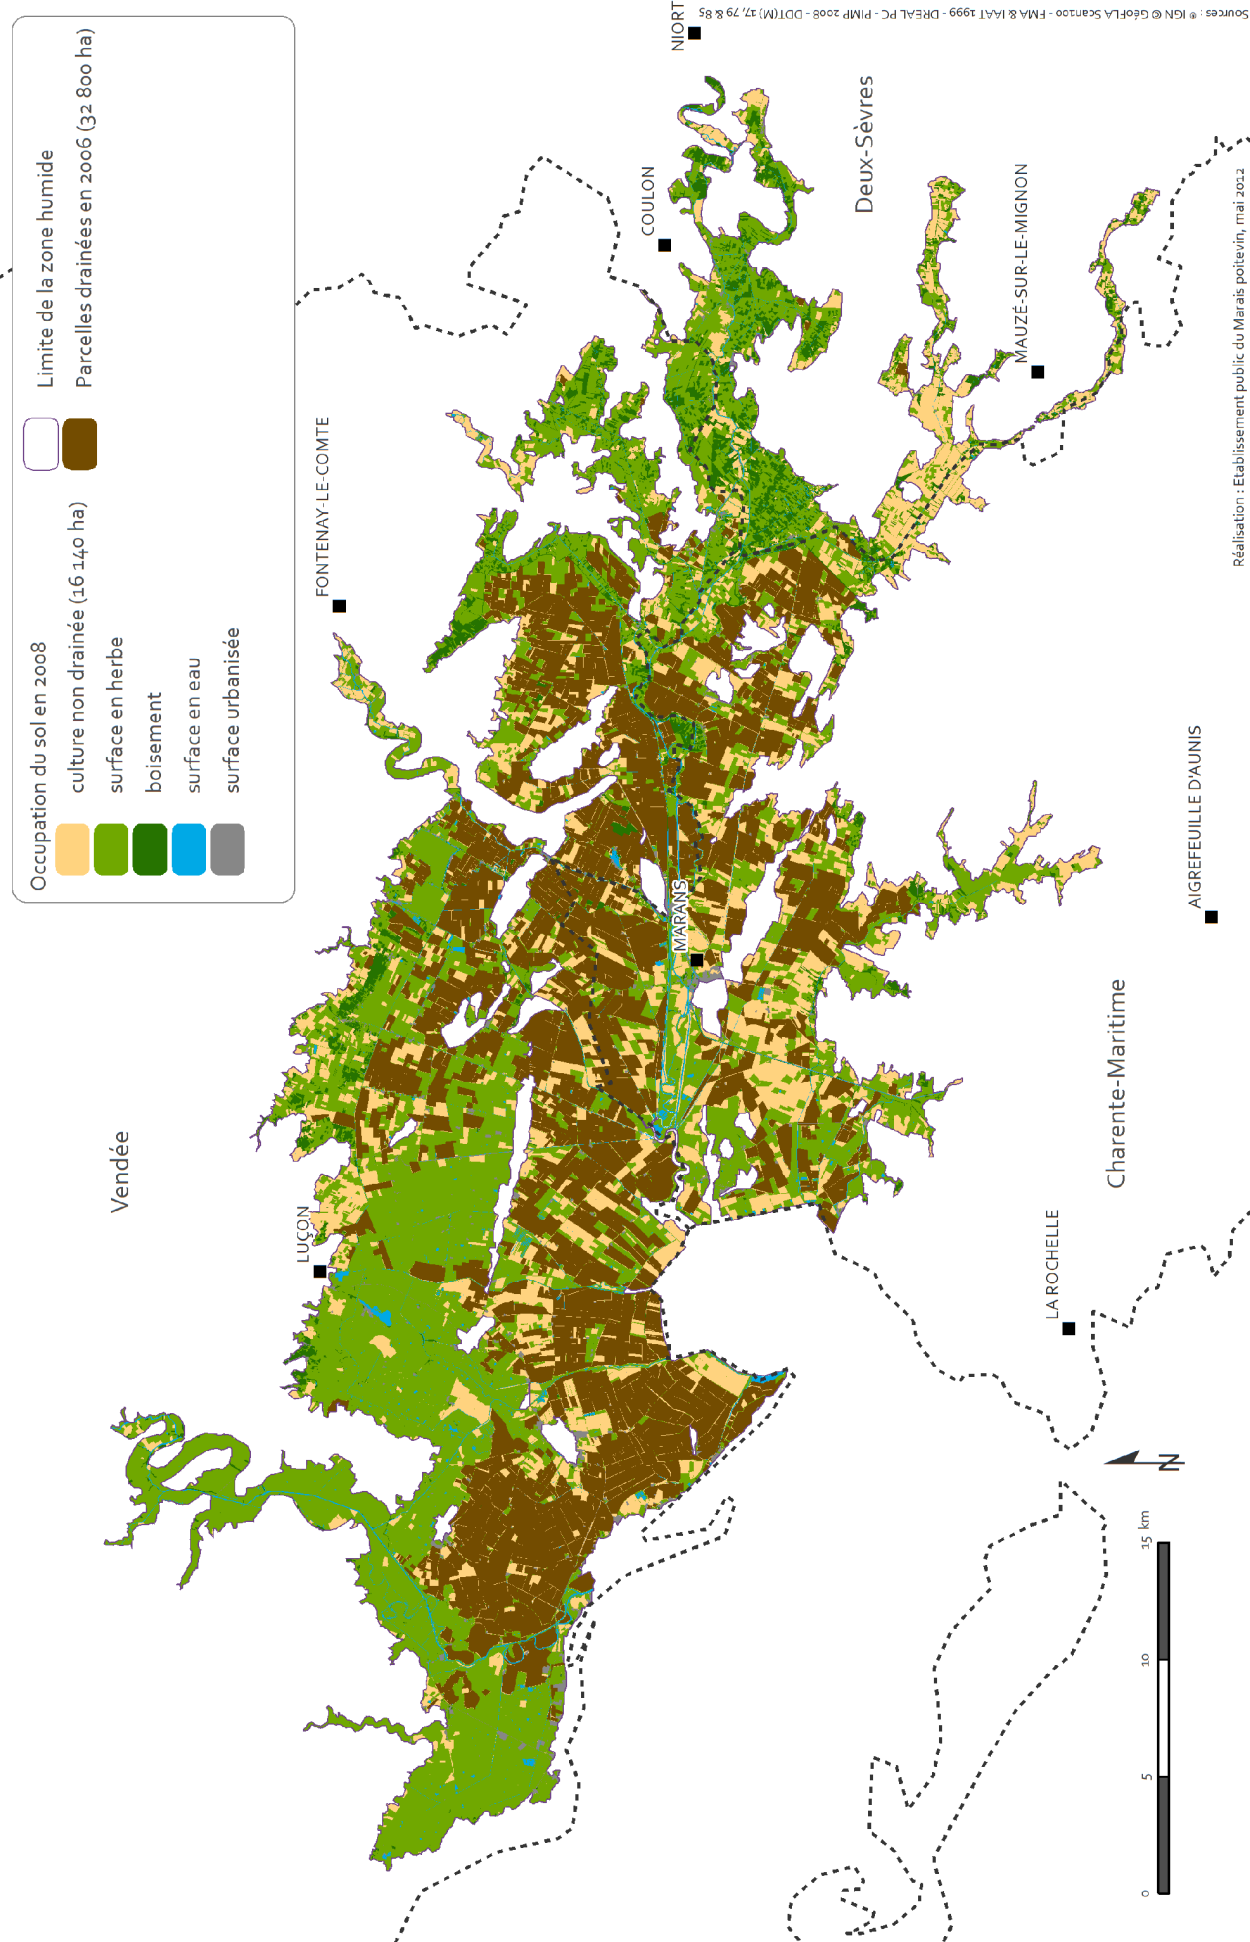 Occupation du sol en 2008
culture non drainée (16 140 ha)
surface en herbe
boisement
surface en eau
surface urbanisée
Limite de la zone humide
Parcelles drainées en 2006 (32 800 ha)
Vendée
LUÇON
FONTENAY-LE-COMTE
COULON
NIORT
Deux-Sèvres
MAUZÉ-SUR-LE-MIGNON
MARANS
AIGREFEUILLE D'AUNIS
Charente-Maritime
LA ROCHELLE
N
0 5 10 15 km
Réalisation : Etablissement public du Marais poitevin, mai 2012
Sources : ® IGN © GéoFLA Scan100 - FMA & IAAT 1999 - DREAL PC - PIMP 2008 - DDT(M) 17, 79 & 85